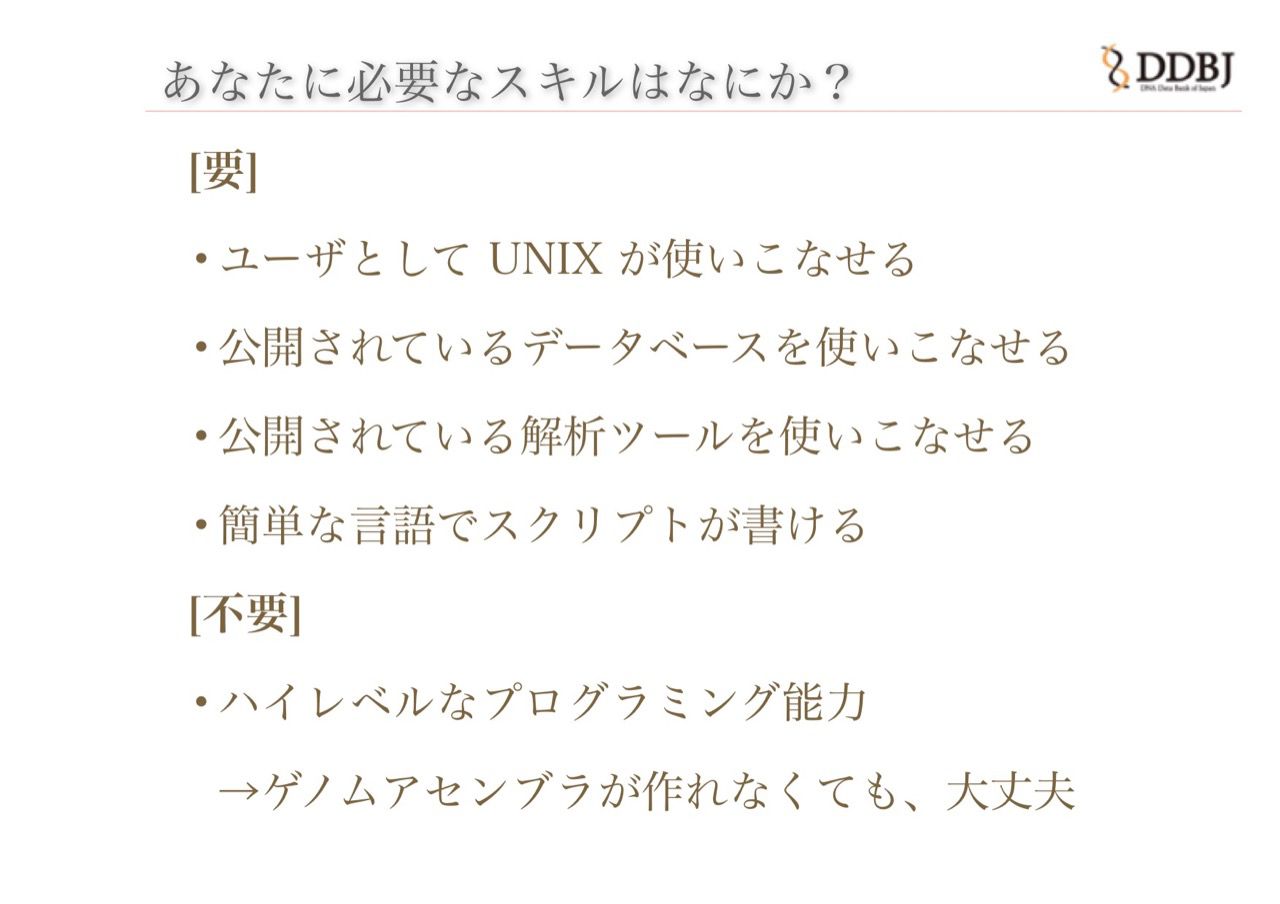 あなたに必要なスキルはなにか？
DDBJ
DNA Data Bank of Japan
[要]
• ユーザとして UNIX が使いこなせる
• 公開されているデータベースを使いこなせる
• 公開されている解析ツールを使いこなせる
• 簡単な言語でスクリプトが書ける
[不要]
• ハイレベルなプログラミング能力
→ゲノムアセンブラが作れなくても、大丈夫